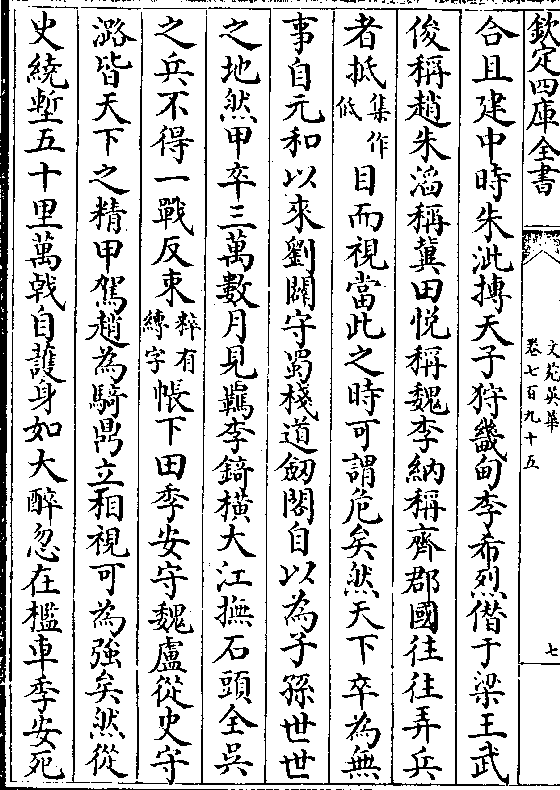 欽定四庫全書
文苑英華
卷七百九十五
七
合且建中時朱泚搏天子狩畿甸李希烈僭于梁王武
俊稱趙朱滔稱冀田悦稱魏李納稱齊郡國往往弄兵
者抵集作低目而視當此之時可謂危矣然天下卒為無
事自元和以來劉闢守蜀棧道劒閣自以為子孫世世
之地然甲卒三萬數月見羈李錡橫大江撫石頭全吳
之兵不得一戰反束粹有縛字帳下田季安守魏盧從史守
潞皆天下之精甲駕趙為騎鼎立相視可為強矣然從
史繞塹五十里萬戟自護身如大醉忽在檻車季安死